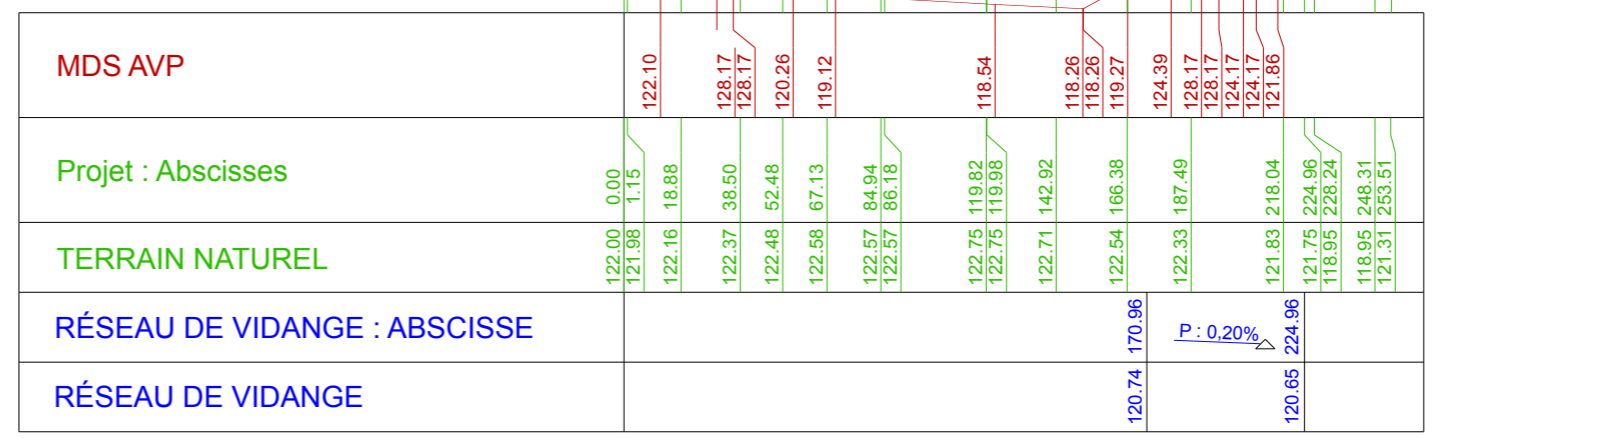 MDS AVP
122.10 128.17 128.17 120.26 119.12 118.54 118.26 118.26 119.27 124.39 128.17 128.17 124.17 124.17 121.86
Projet : Abscisses
0.00 1.15 18.88 38.50 52.48 67.13 84.94 86.18 119.82 119.98 142.92 166.38 187.49 218.04 224.96 228.24 248.31 253.51
TERRAIN NATUREL
122.00 121.98 122.16 122.37 122.48 122.58 122.57 122.57 122.75 122.75 122.71 122.54 122.33 121.83 121.75 118.95 118.95 121.31
RÉSEAU DE VIDANGE : ABSCISSE
170.96 P : 0,20% 224.96
RÉSEAU DE VIDANGE
120.74 120.65